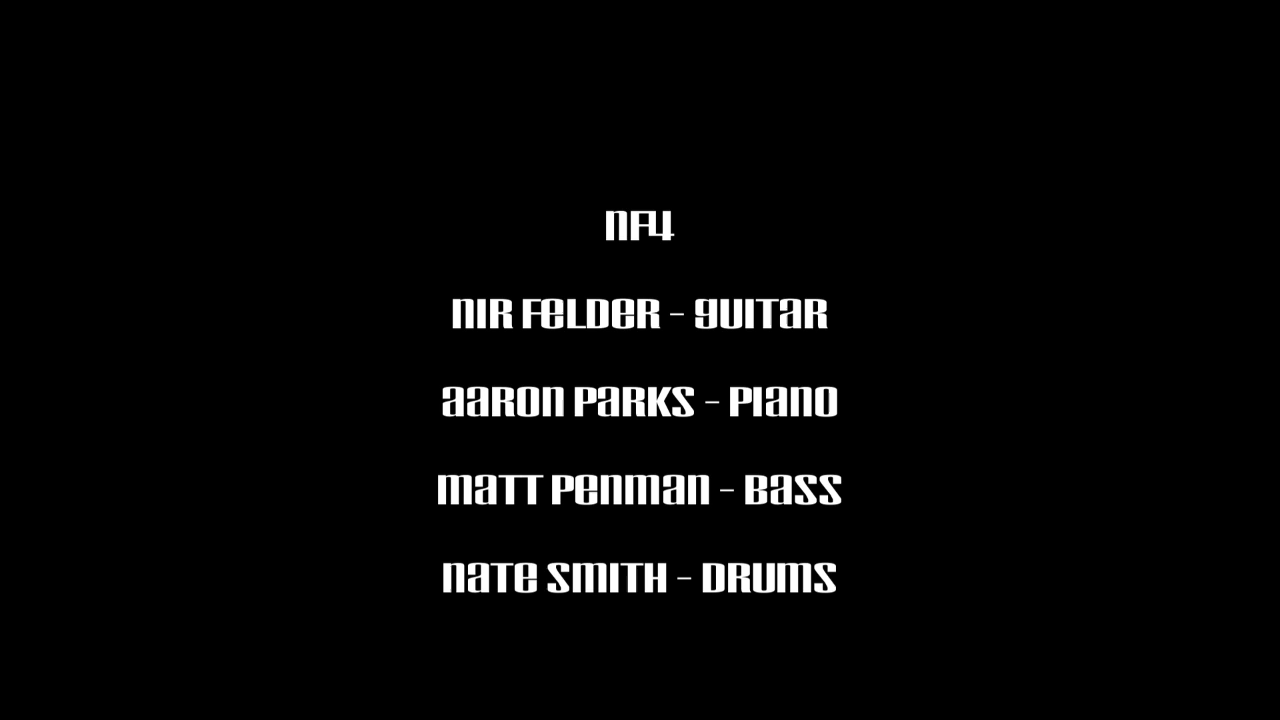 NF4
NIR FELDER - GUITAR
AARON PARKS - PIANO
MATT PENMAN - BASS
NATE SMITH - DRUMS